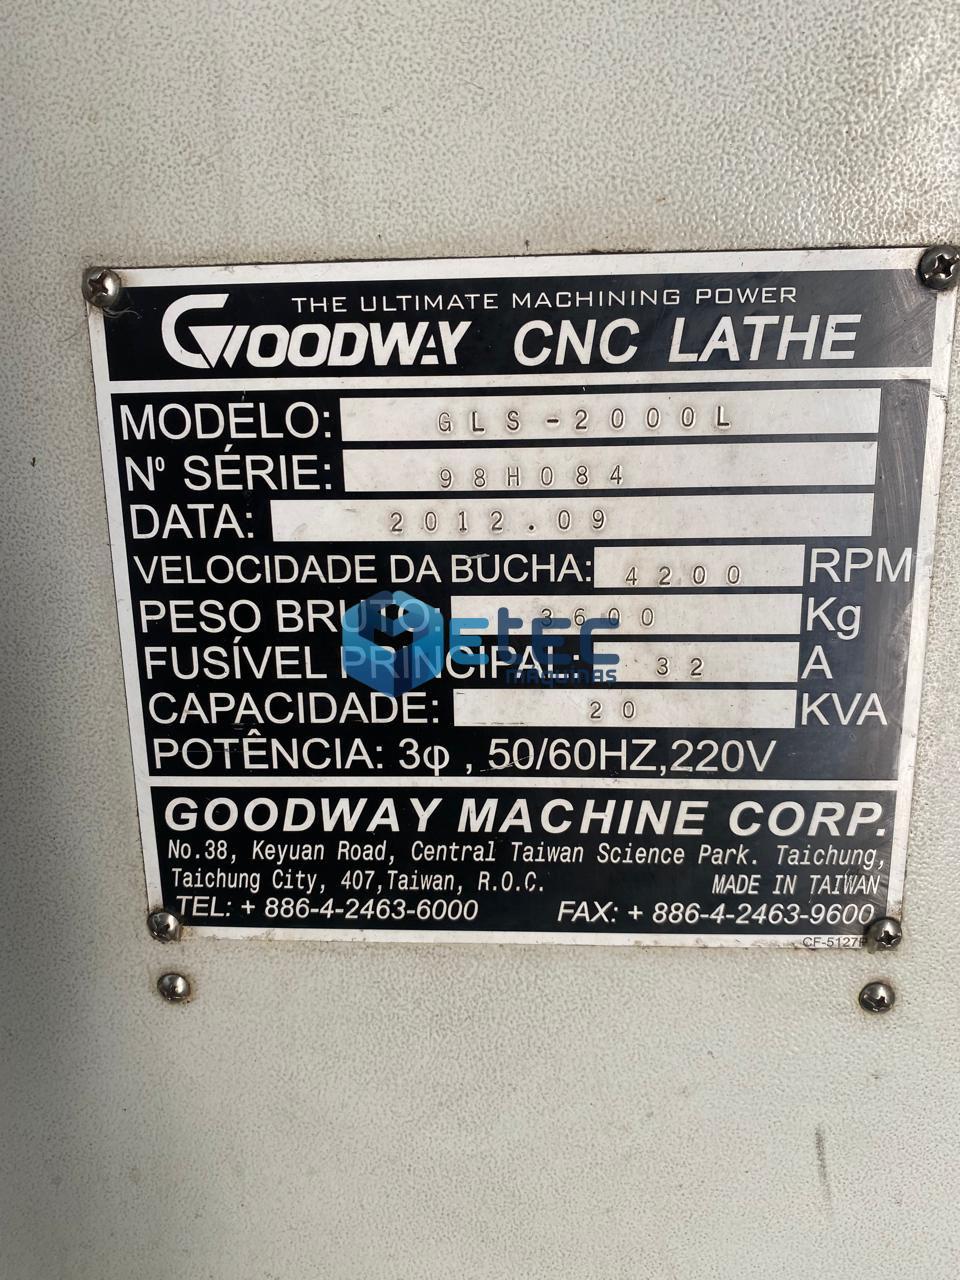 THE ULTIMATE MACHINING POWER
GOODWAY CNC LATHE
MODELO: GLS-2000L
Nº SÉRIE: 98H084
DATA: 2012.09
VELOCIDADE DA BUCHA: 4200 RPM
PESO BRUTO: 3600 Kg
FUSÍVEL PRINCIPAL: 32 A
CAPACIDADE: 20 KVA
POTÊNCIA: 3φ , 50/60HZ,220V
GOODWAY MACHINE CORP.
No.38, Keyuan Road, Central Taiwan Science Park. Taichung,
Taichung City, 407,Taiwan, R.O.C. MADE IN TAIWAN
TEL: + 886-4-2463-6000 FAX: + 886-4-2463-9600
Etec
MÁQUINAS